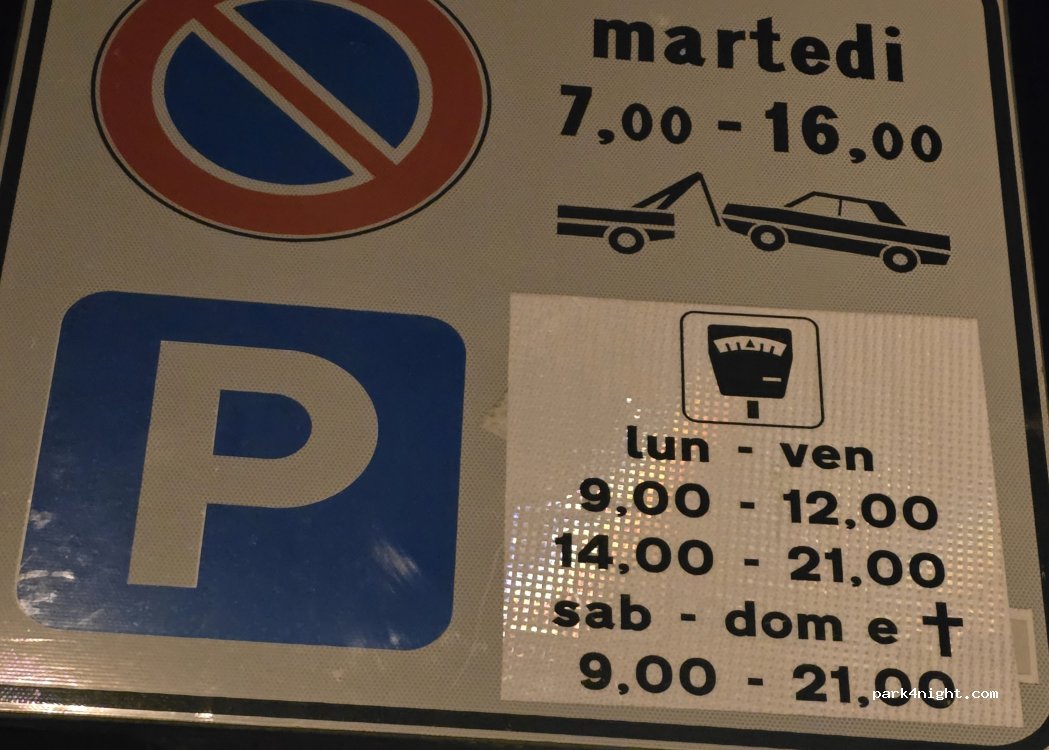 martedi
7,00 - 16,00
P
lun - ven
9,00 - 12,00
14,00 - 21,00
sab - dom e †
9,00 - 21,00
park4night.com